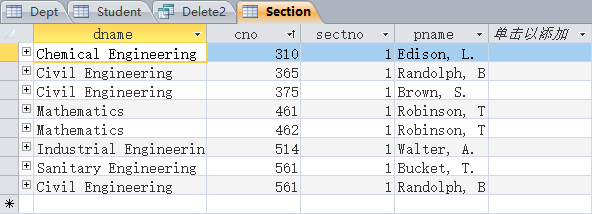 Dept Student Delete2 Section
dname cno sectno pname 单击以添加
Chemical Engineering 310 1 Edison, L.
Civil Engineering 365 1 Randolph, B
Civil Engineering 375 1 Brown, S.
Mathematics 461 1 Robinson, T
Mathematics 462 1 Robinson, T
Industrial Engineerin 514 1 Walter, A.
Sanitary Engineering 561 1 Bucket, T.
Civil Engineering 561 1 Randolph, B